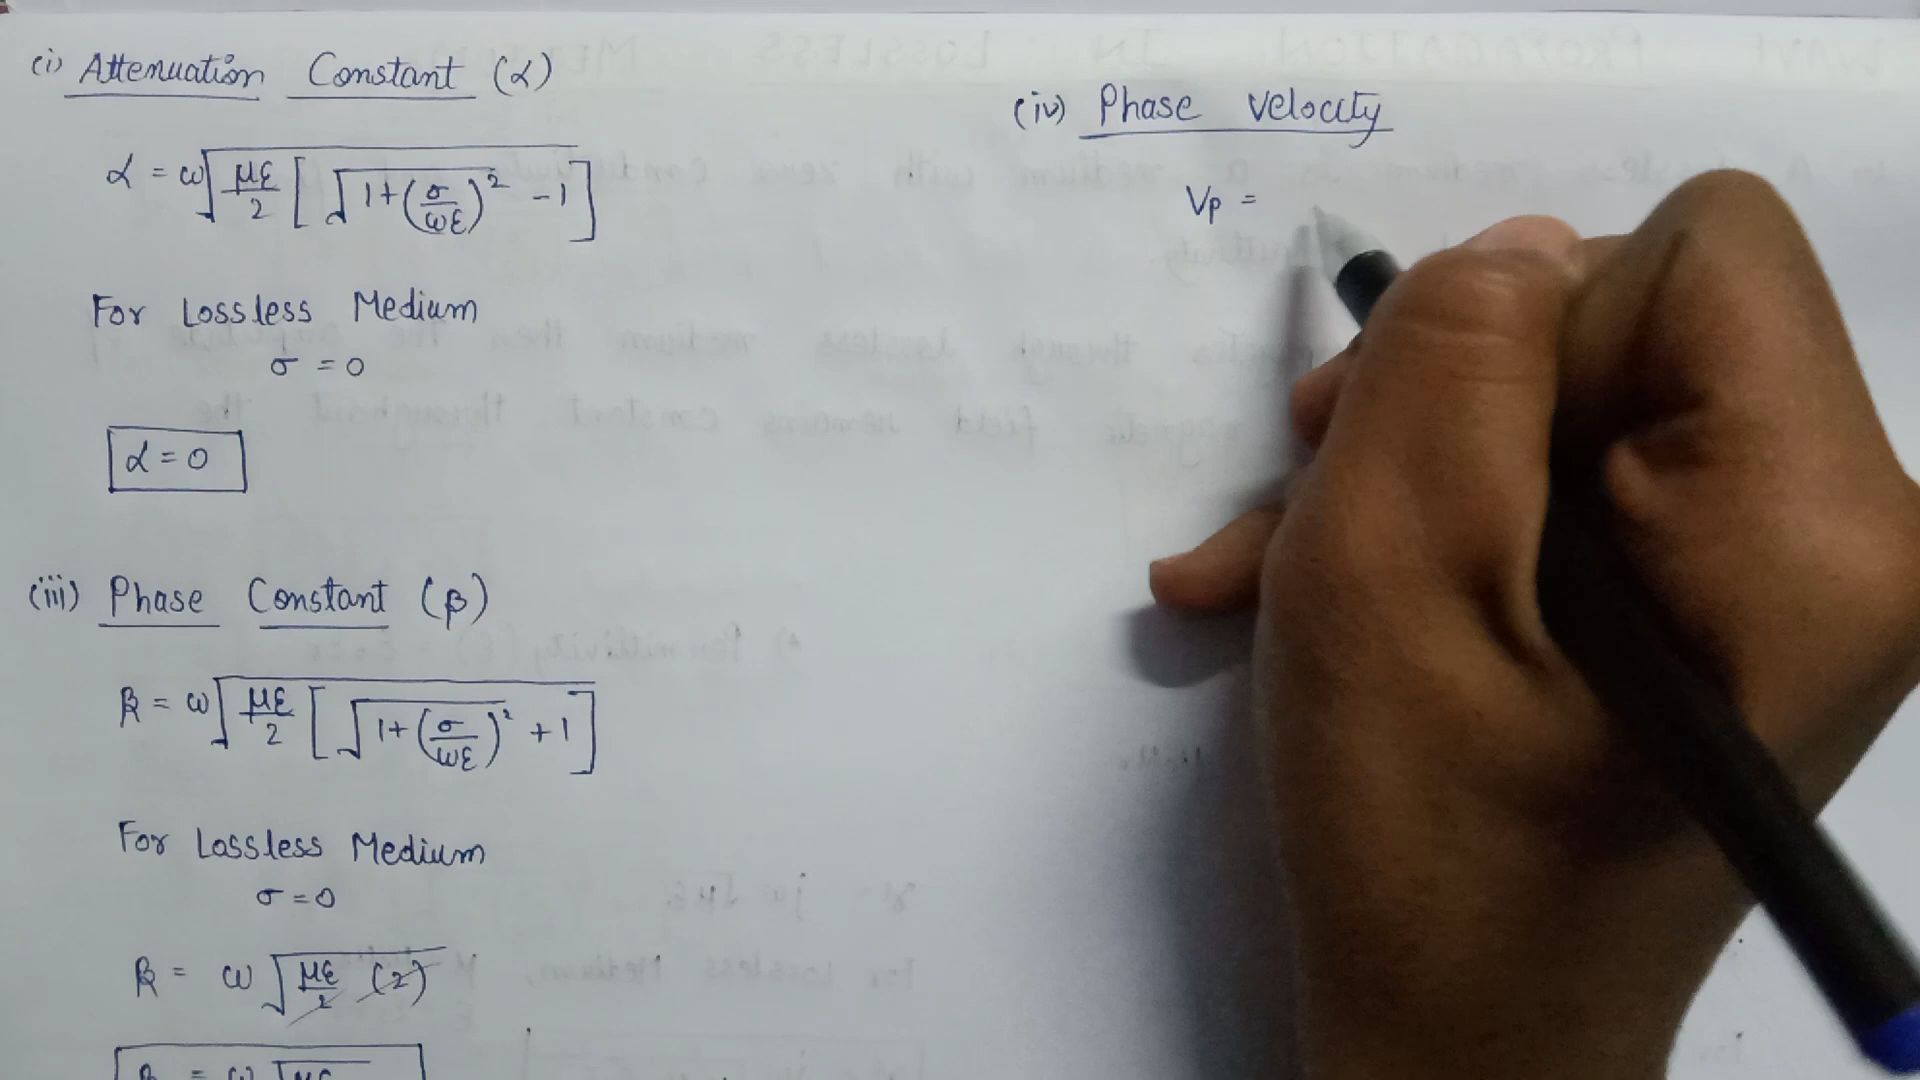 (i) Attenuation Constant (α)
α = ω√(με/2 [√(1+(σ/ωε)²) -1])
For Lossless Medium
σ = 0
α = 0
(iii) Phase Constant (β)
β = ω√(με/2 [√(1+(σ/ωε)²) +1])
For Lossless Medium
σ = 0
β = ω√(με/2 (2))
β = ω√με
(iv) Phase Velocity
Vp =